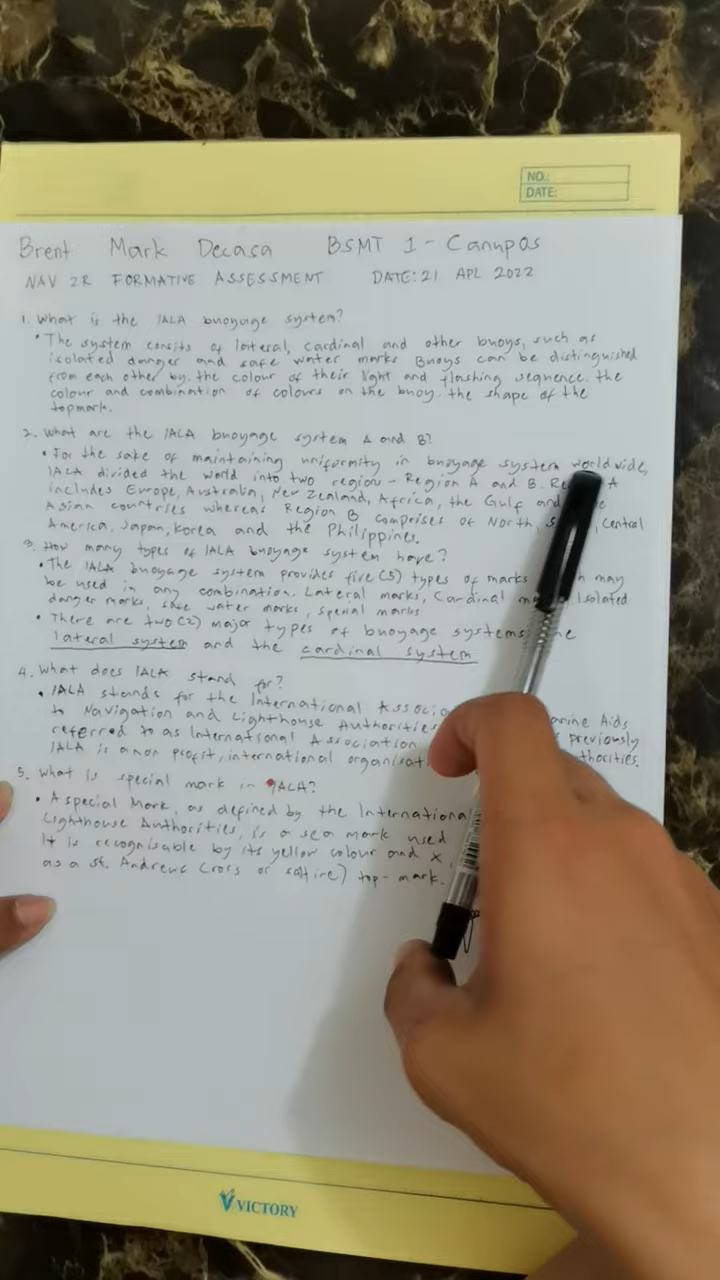 NO.:
DATE:
Brent Mark Decasa BSMT 1 - Canopus
NAV 2R FORMATIVE ASSESSMENT DATE: 21 APL 2022
1. What is the IALA buoyage system?
• The system consits of lateral, cardinal and other buoys, such as
isolated danger and safe water marks Buoys can be distinguished
from each other by. the colour of their light and flashing sequence. the
colour and combination of colours on the buoy. the shape of the
topmark.
2. What are the IALA buoyage system A and B?
• For the sake of maintaining uniformity in buoyage system worldwide,
IALA divided the world into two region - Region A and B. A
includes Europe, Australia, New Zealand, Africa, the Gulf and
Asian countries whereas Region B comprises of North, Central
America, Japan, Korea and the Philippines.
3. How many types of IALA buoyage system have?
• The IALA buoyage system provides five (5) types of marks may
be used in any combination. Lateral marks, Cardinal Isolated
danger marks, safe water marks, special marks
• There are two (2) major types of buoyage systems
lateral system and the cardinal system
4. What does IALA stand for?
• IALA stands for the International Aids
to Navigation and Lighthouse Authorities previously
referred to as International Association
IALA is a non profit, international
5. What is special mark in IALA?
• A special Mark, as defined by the
Lighthouse Authorities, is a sea mark used
It is recognisable by its yellow colour and X
as a St. Andrews Cross or saltire) top-mark.
VICTORY